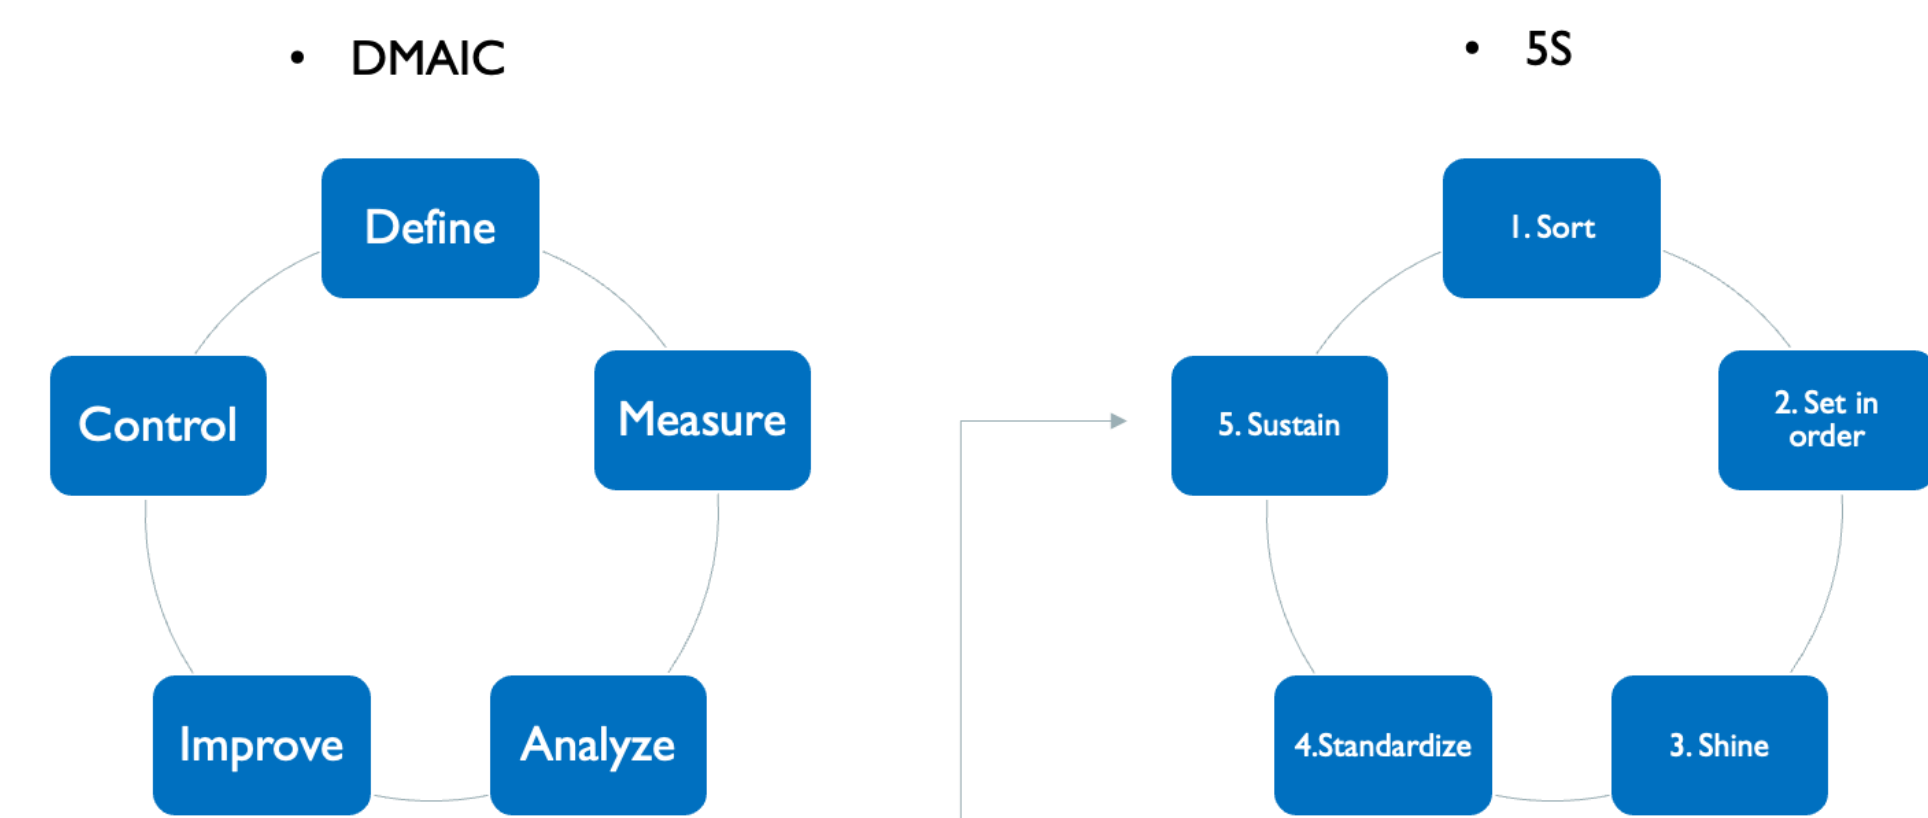 • DMAIC
Define
Measure
Analyze
Improve
Control
• 5S
1. Sort
2. Set in
order
3. Shine
4.Standardize
5. Sustain